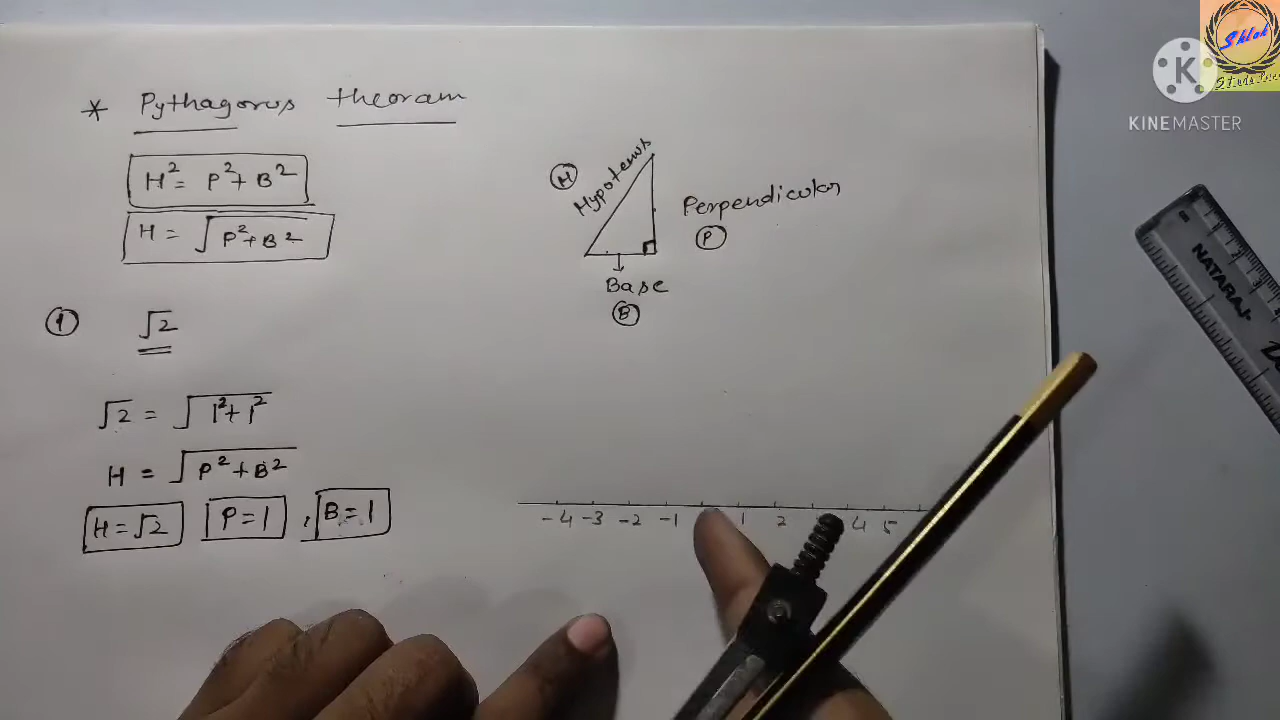 * Pythagorus theoram
H² = P² + B²
H = √P²+B²
Hypotenus
H
Perpendicular
P
Base
B
1 √2
√2 = √1²+1²
H = √P²+B²
H=√2 P=1 , B=1
-4 -3 -2 -1 1 2 4 5
NATARAJ
Shlok
KINEMASTER